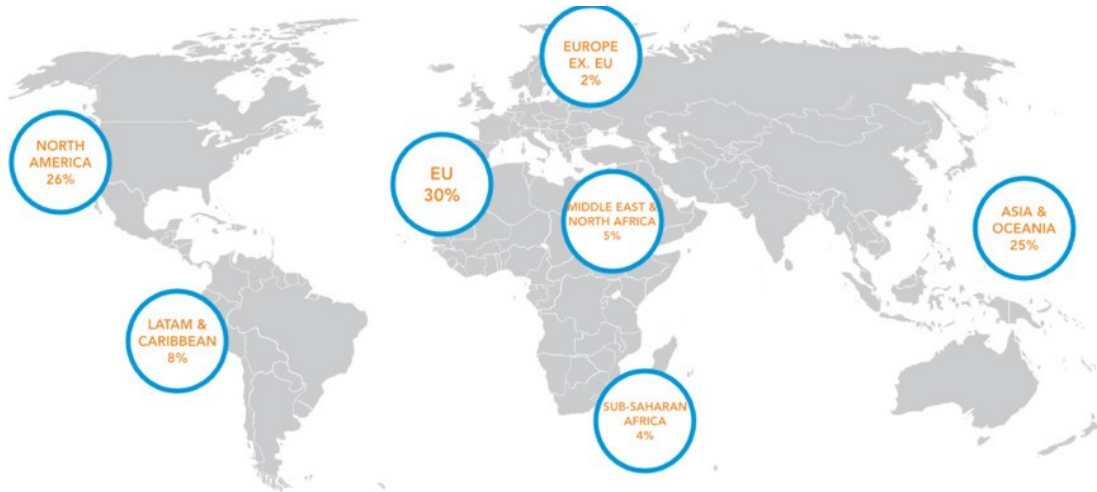 EUROPE
EX. EU
2%
NORTH
AMERICA
26%
EU
30%
MIDDLE EAST &
NORTH AFRICA
5%
ASIA &
OCEANIA
25%
LATAM &
CARIBBEAN
8%
SUB-SAHARAN
AFRICA
4%